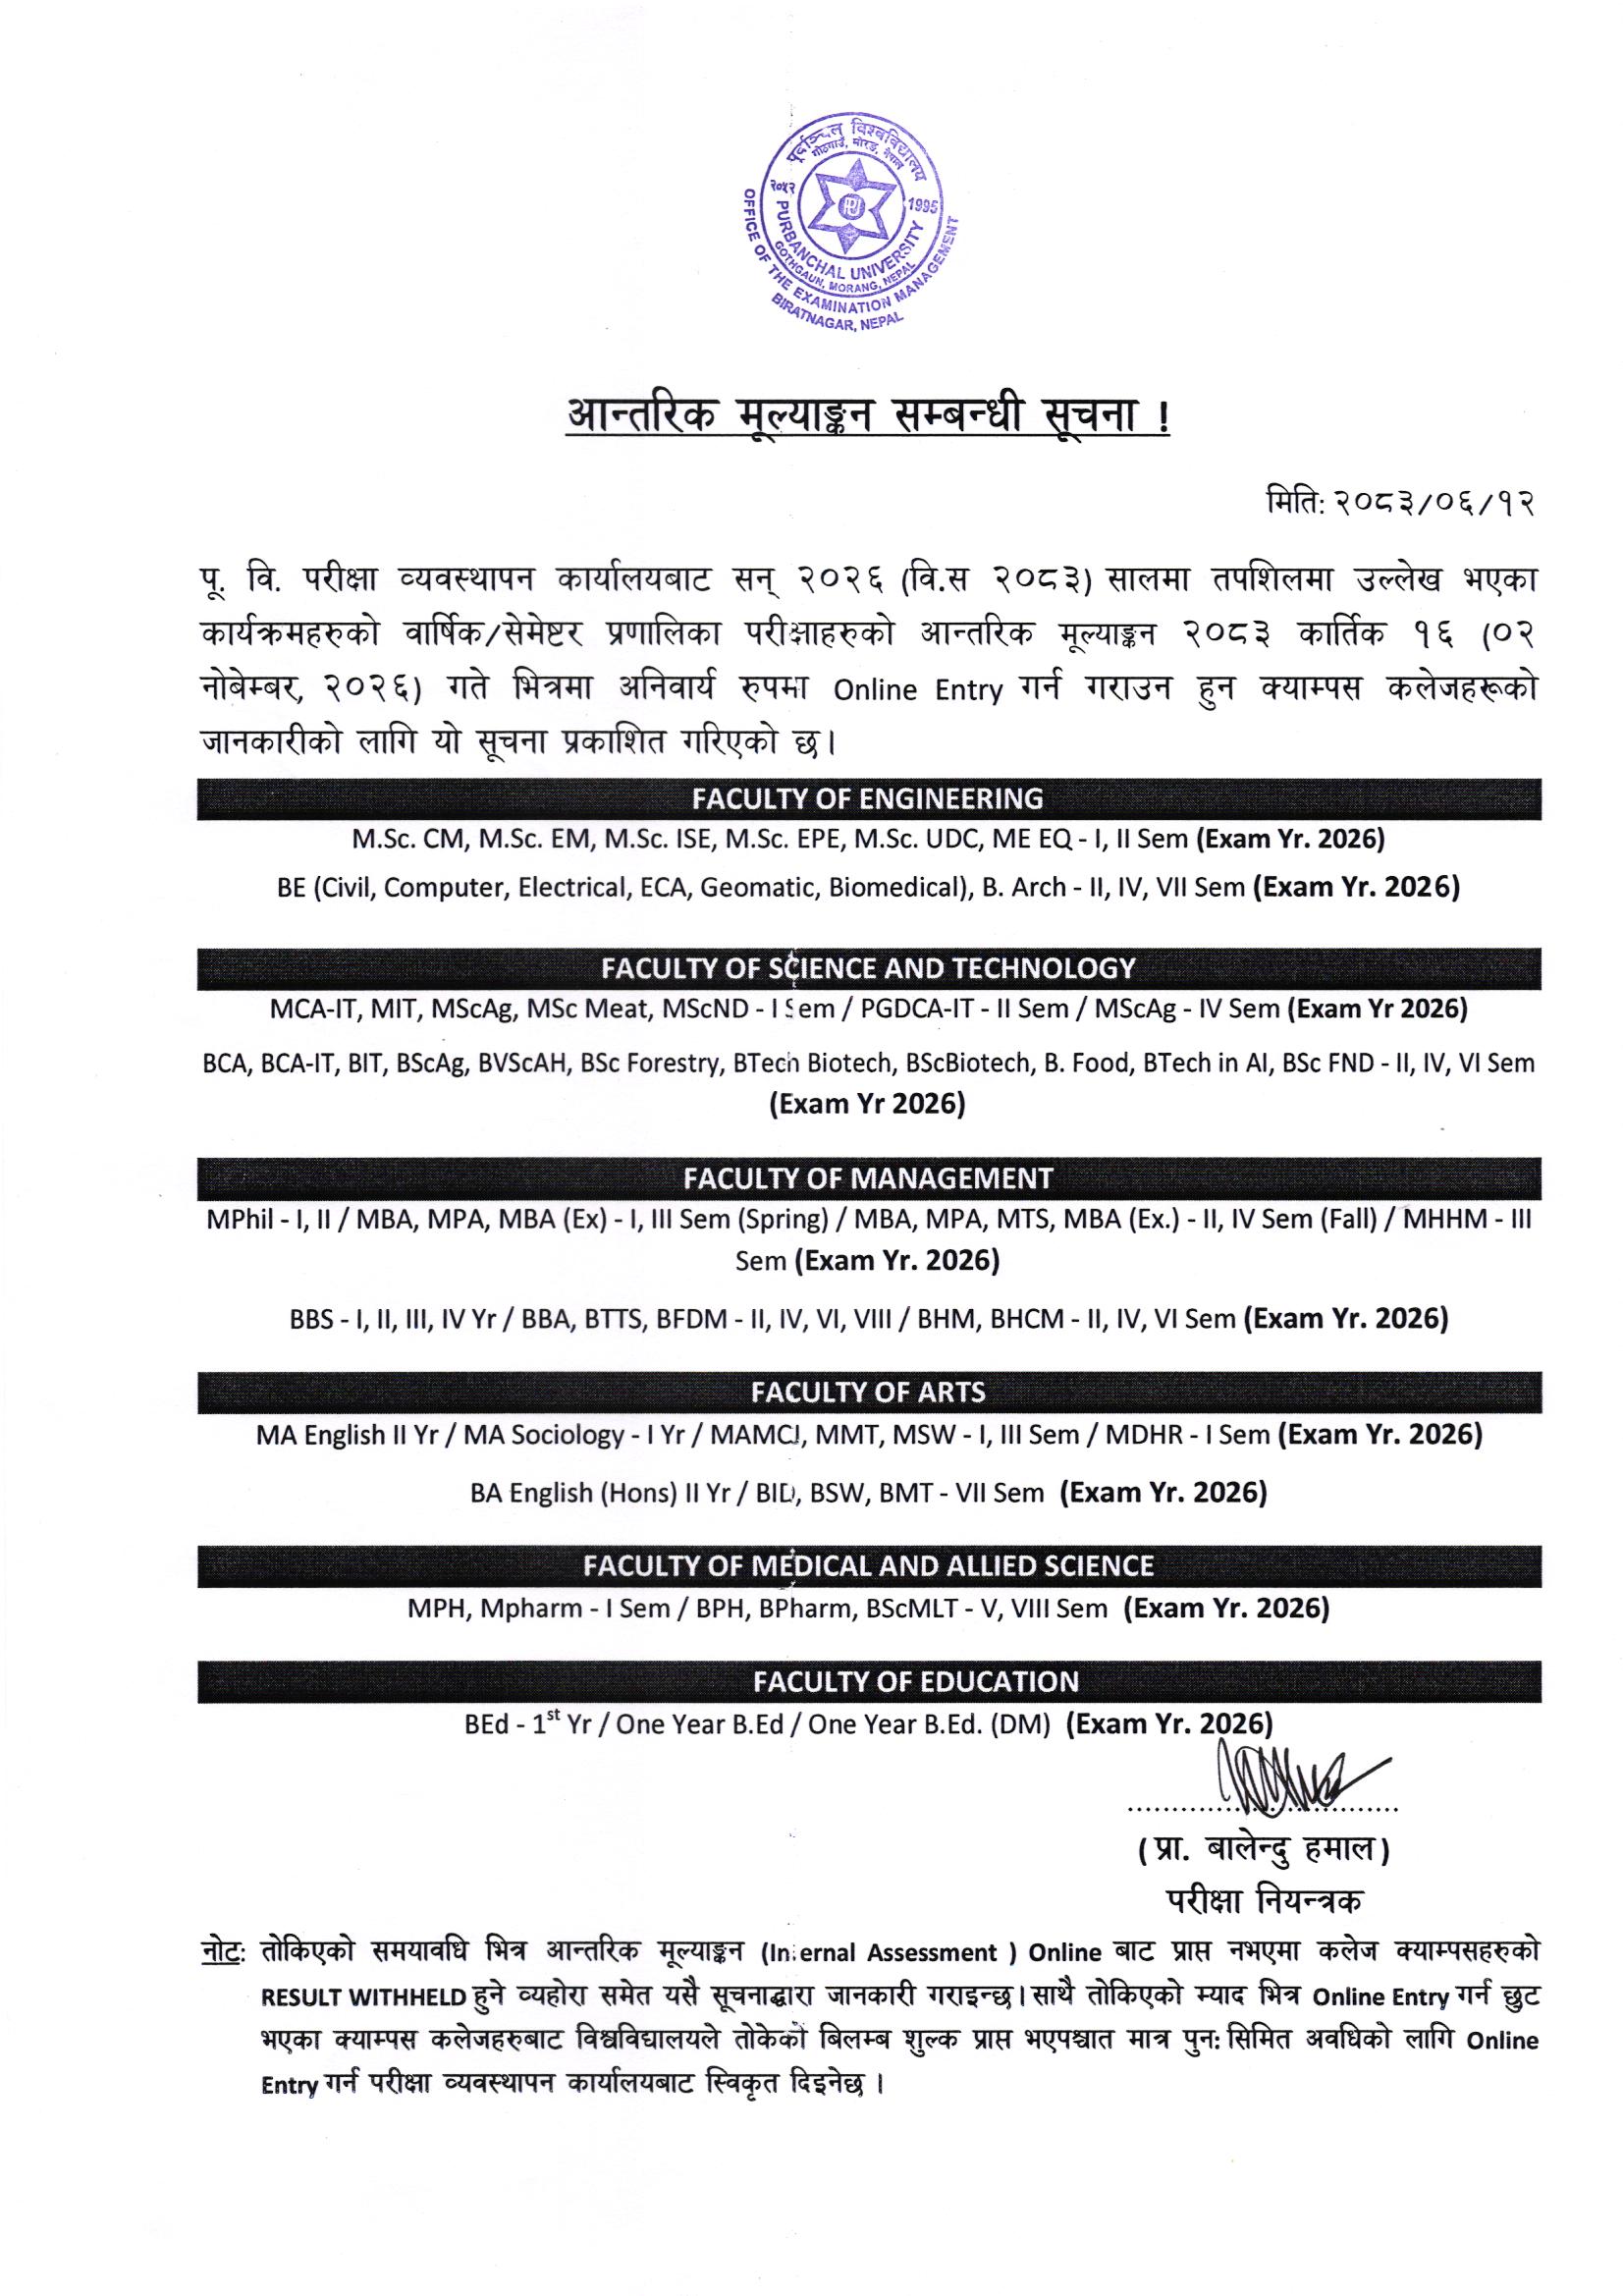 पूर्वाञ्चल विश्वविद्यालय
गोठगाउँ, मोरङ, नेपाल
२०५२
1995
PURBANCHAL UNIVERSITY
GOTHGAUN, MORANG, NEPAL
OFFICE OF THE EXAMINATION MANAGEMENT
BIRATNAGAR, NEPAL
आन्तरिक मूल्याङ्कन सम्बन्धी सूचना !
मिति: २०८३/०६/१२
पू. वि. परीक्षा व्यवस्थापन कार्यालयबाट सन् २०२६ (वि.स २०८३) सालमा तपशिलमा उल्लेख भएका
कार्यक्रमहरुको वार्षिक/सेमेष्टर प्रणालिका परीक्षाहरुको आन्तरिक मूल्याङ्कन २०८३ कार्तिक १६ (०२
नोबेम्बर, २०२६) गते भित्रमा अनिवार्य रुपमा Online Entry गर्न गराउन हुन क्याम्पस कलेजहरूको
जानकारीको लागि यो सूचना प्रकाशित गरिएको छ।
FACULTY OF ENGINEERING
M.Sc. CM, M.Sc. EM, M.Sc. ISE, M.Sc. EPE, M.Sc. UDC, ME EQ - I, II Sem (Exam Yr. 2026)
BE (Civil, Computer, Electrical, ECA, Geomatic, Biomedical), B. Arch - II, IV, VII Sem (Exam Yr. 2026)
FACULTY OF SCIENCE AND TECHNOLOGY
MCA-IT, MIT, MScAg, MSc Meat, MScND - I Sem / PGDCA-IT - II Sem / MScAg - IV Sem (Exam Yr 2026)
BCA, BCA-IT, BIT, BScAg, BVScAH, BSc Forestry, BTech Biotech, BScBiotech, B. Food, BTech in AI, BSc FND - II, IV, VI Sem
(Exam Yr 2026)
FACULTY OF MANAGEMENT
MPhil - I, II / MBA, MPA, MBA (Ex) - I, III Sem (Spring) / MBA, MPA, MTS, MBA (Ex.) - II, IV Sem (Fall) / MHHM - III
Sem (Exam Yr. 2026)
BBS - I, II, III, IV Yr / BBA, BTTS, BFDM - II, IV, VI, VIII / BHM, BHCM - II, IV, VI Sem (Exam Yr. 2026)
FACULTY OF ARTS
MA English II Yr / MA Sociology - I Yr / MAMCJ, MMT, MSW - I, III Sem / MDHR - I Sem (Exam Yr. 2026)
BA English (Hons) II Yr / BID, BSW, BMT - VII Sem (Exam Yr. 2026)
FACULTY OF MEDICAL AND ALLIED SCIENCE
MPH, Mpharm - I Sem / BPH, BPharm, BScMLT - V, VIII Sem (Exam Yr. 2026)
FACULTY OF EDUCATION
BEd - 1st Yr / One Year B.Ed / One Year B.Ed. (DM) (Exam Yr. 2026)
(प्रा. बालेन्दु हमाल)
परीक्षा नियन्त्रक
नोट: तोकिएको समयावधि भित्र आन्तरिक मूल्याङ्कन (Internal Assessment ) Online बाट प्राप्त नभएमा कलेज क्याम्पसहरुको
RESULT WITHHELD हुने व्यहोरा समेत यसै सूचनाद्धारा जानकारी गराइन्छ। साथै तोकिएको म्याद भित्र Online Entry गर्न छुट
भएका क्याम्पस कलेजहरुबाट विश्वविद्यालयले तोकेको बिलम्ब शुल्क प्राप्त भएपश्चात मात्र पुन: सिमित अवधिको लागि Online
Entry गर्न परीक्षा व्यवस्थापन कार्यालयबाट स्विकृत दिइनेछ ।